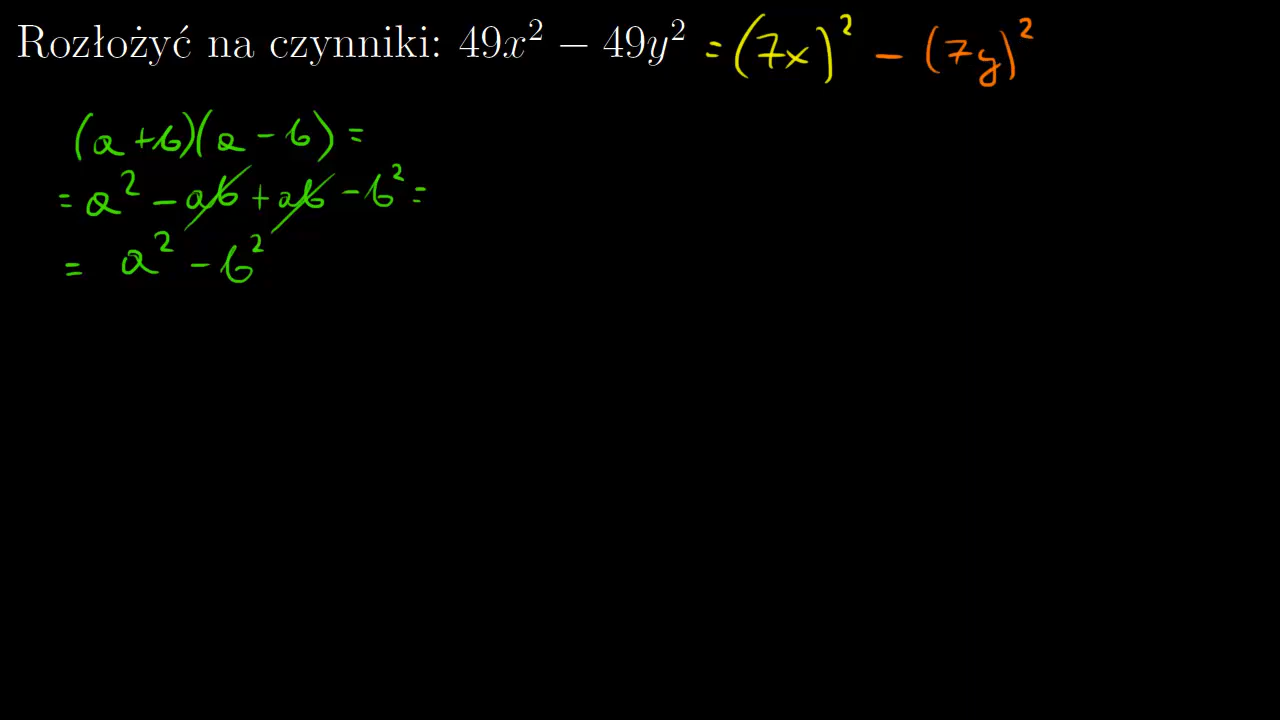 Rozłożyć na czynniki: 49x² − 49y² = (7x)² − (7y)²
(a + b)(a − b) =
= a² − ab + ab − b² =
= a² − b²